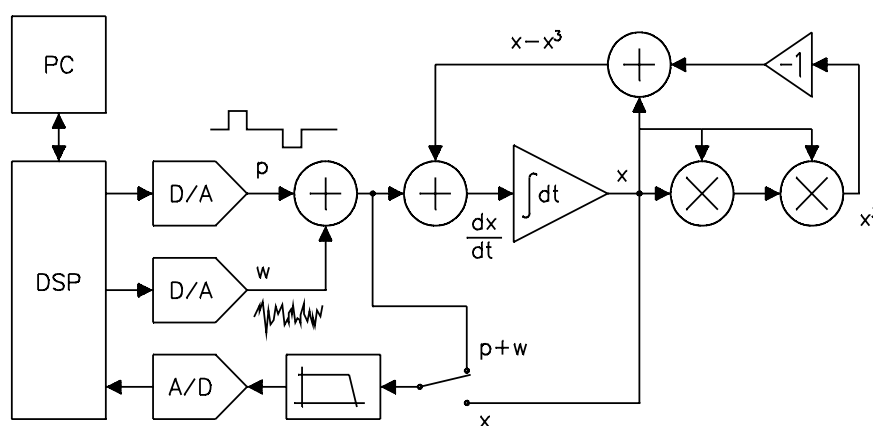 PC
DSP
D/A
p
D/A
w
A/D
x−x³
−1
dx
dt
∫dt
x
p+w
x